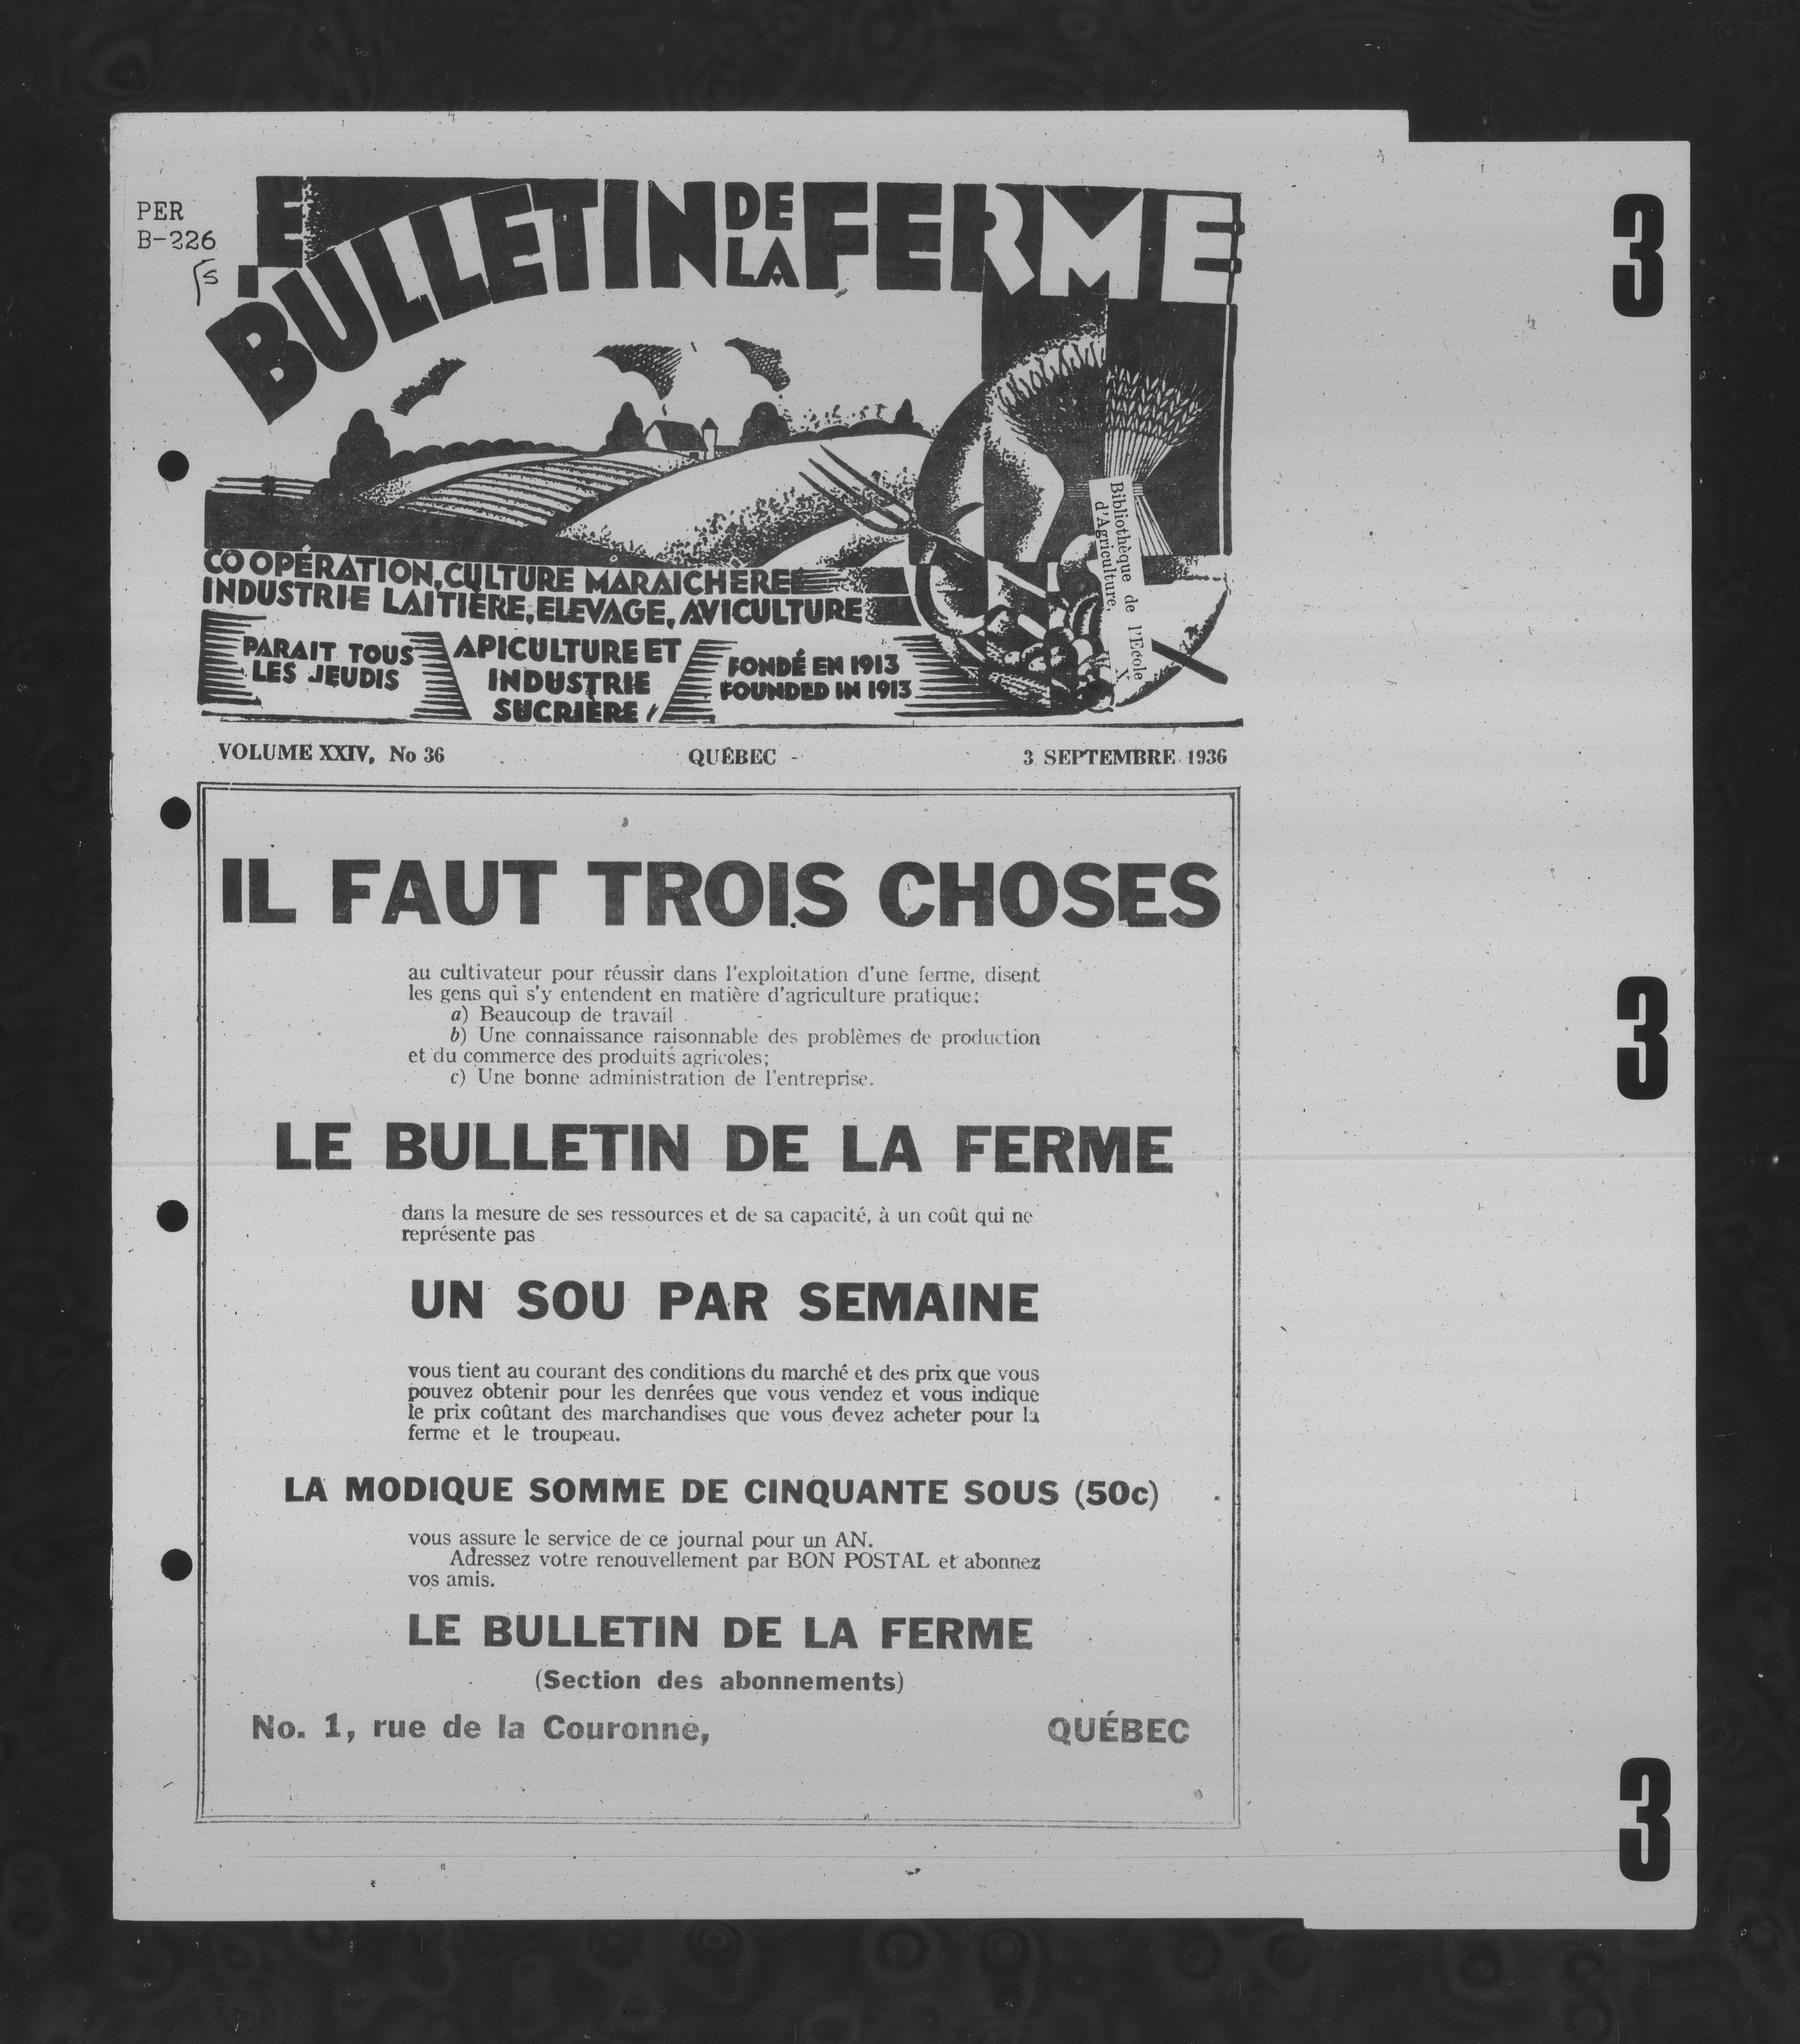 PER
B-226
LE BULLETIN DE LA FERME
COOPÉRATION, CULTURE MARAICHERE
INDUSTRIE LAITIÈRE, ELEVAGE, AVICULTURE
PARAIT TOUS
LES JEUDIS
APICULTURE ET
INDUSTRIE
SUCRIÈRE
FONDÉ EN 1913
FOUNDED IN 1913
Bibliothèque de l'Ecole
d'Agriculture,
VOLUME XXIV, No 36 QUÉBEC - 3 SEPTEMBRE 1936
IL FAUT TROIS CHOSES
au cultivateur pour réussir dans l'exploitation d'une ferme, disent
les gens qui s'y entendent en matière d'agriculture pratique:
a) Beaucoup de travail
b) Une connaissance raisonnable des problèmes de production
et du commerce des produits agricoles;
c) Une bonne administration de l'entreprise.
LE BULLETIN DE LA FERME
dans la mesure de ses ressources et de sa capacité, à un coût qui ne
représente pas
UN SOU PAR SEMAINE
vous tient au courant des conditions du marché et des prix que vous
pouvez obtenir pour les denrées que vous vendez et vous indique
le prix coûtant des marchandises que vous devez acheter pour la
ferme et le troupeau.
LA MODIQUE SOMME DE CINQUANTE SOUS (50c)
vous assure le service de ce journal pour un AN.
Adressez votre renouvellement par BON POSTAL et abonnez
vos amis.
LE BULLETIN DE LA FERME
(Section des abonnements)
No. 1, rue de la Couronne, QUÉBEC
3
3
3